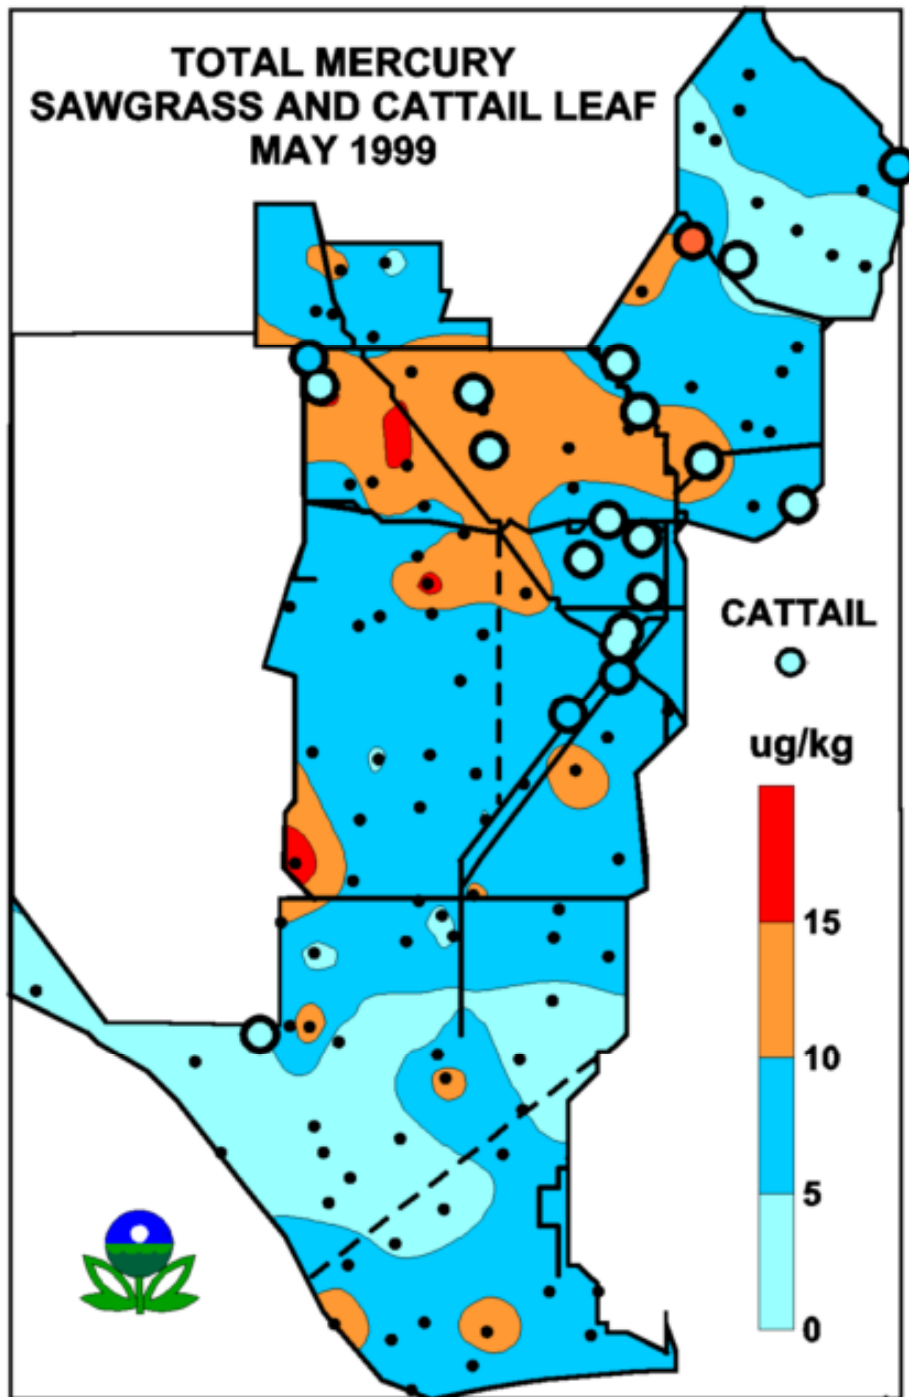 TOTAL MERCURY
SAWGRASS AND CATTAIL LEAF
MAY 1999
CATTAIL
ug/kg
15
10
5
0